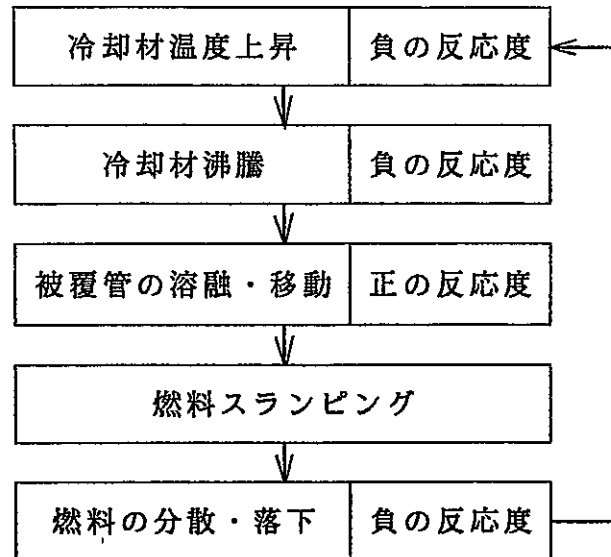 冷却材温度上昇 負の反応度
冷却材沸騰 負の反応度
被覆管の溶融・移動 正の反応度
燃料スランピング
燃料の分散・落下 負の反応度